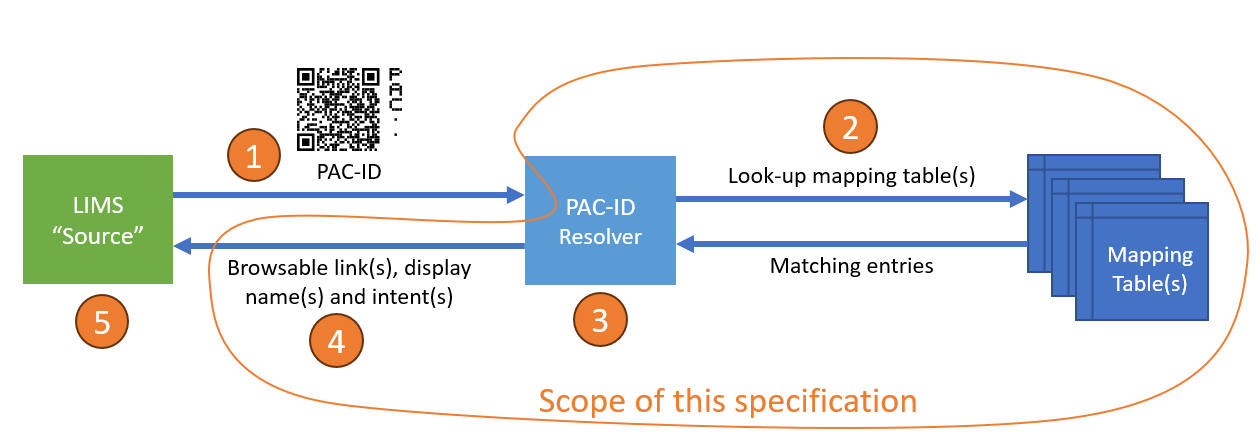 1
PAC-ID
2
Look-up mapping table(s)
LIMS
“Source”
PAC-ID
Resolver
Mapping
Table(s)
Browsable link(s), display
name(s) and intent(s)
Matching entries
5
4
3
Scope of this specification